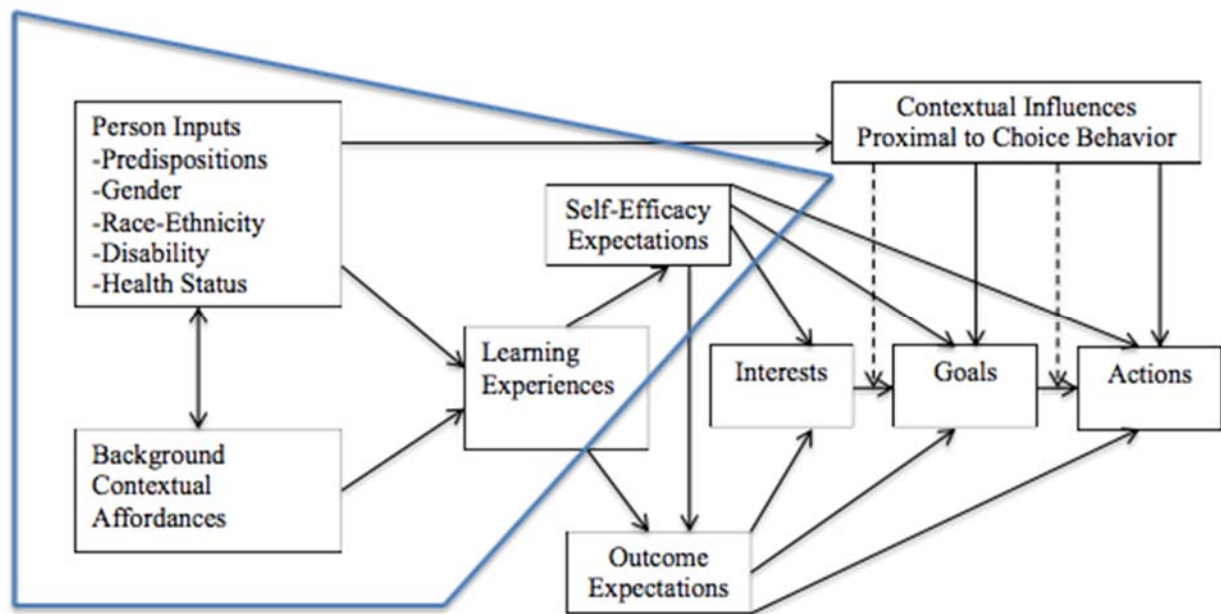 Person Inputs
-Predispositions
-Gender
-Race-Ethnicity
-Disability
-Health Status
Background
Contextual
Affordances
Learning
Experiences
Self-Efficacy
Expectations
Outcome
Expectations
Interests
Goals
Actions
Contextual Influences
Proximal to Choice Behavior